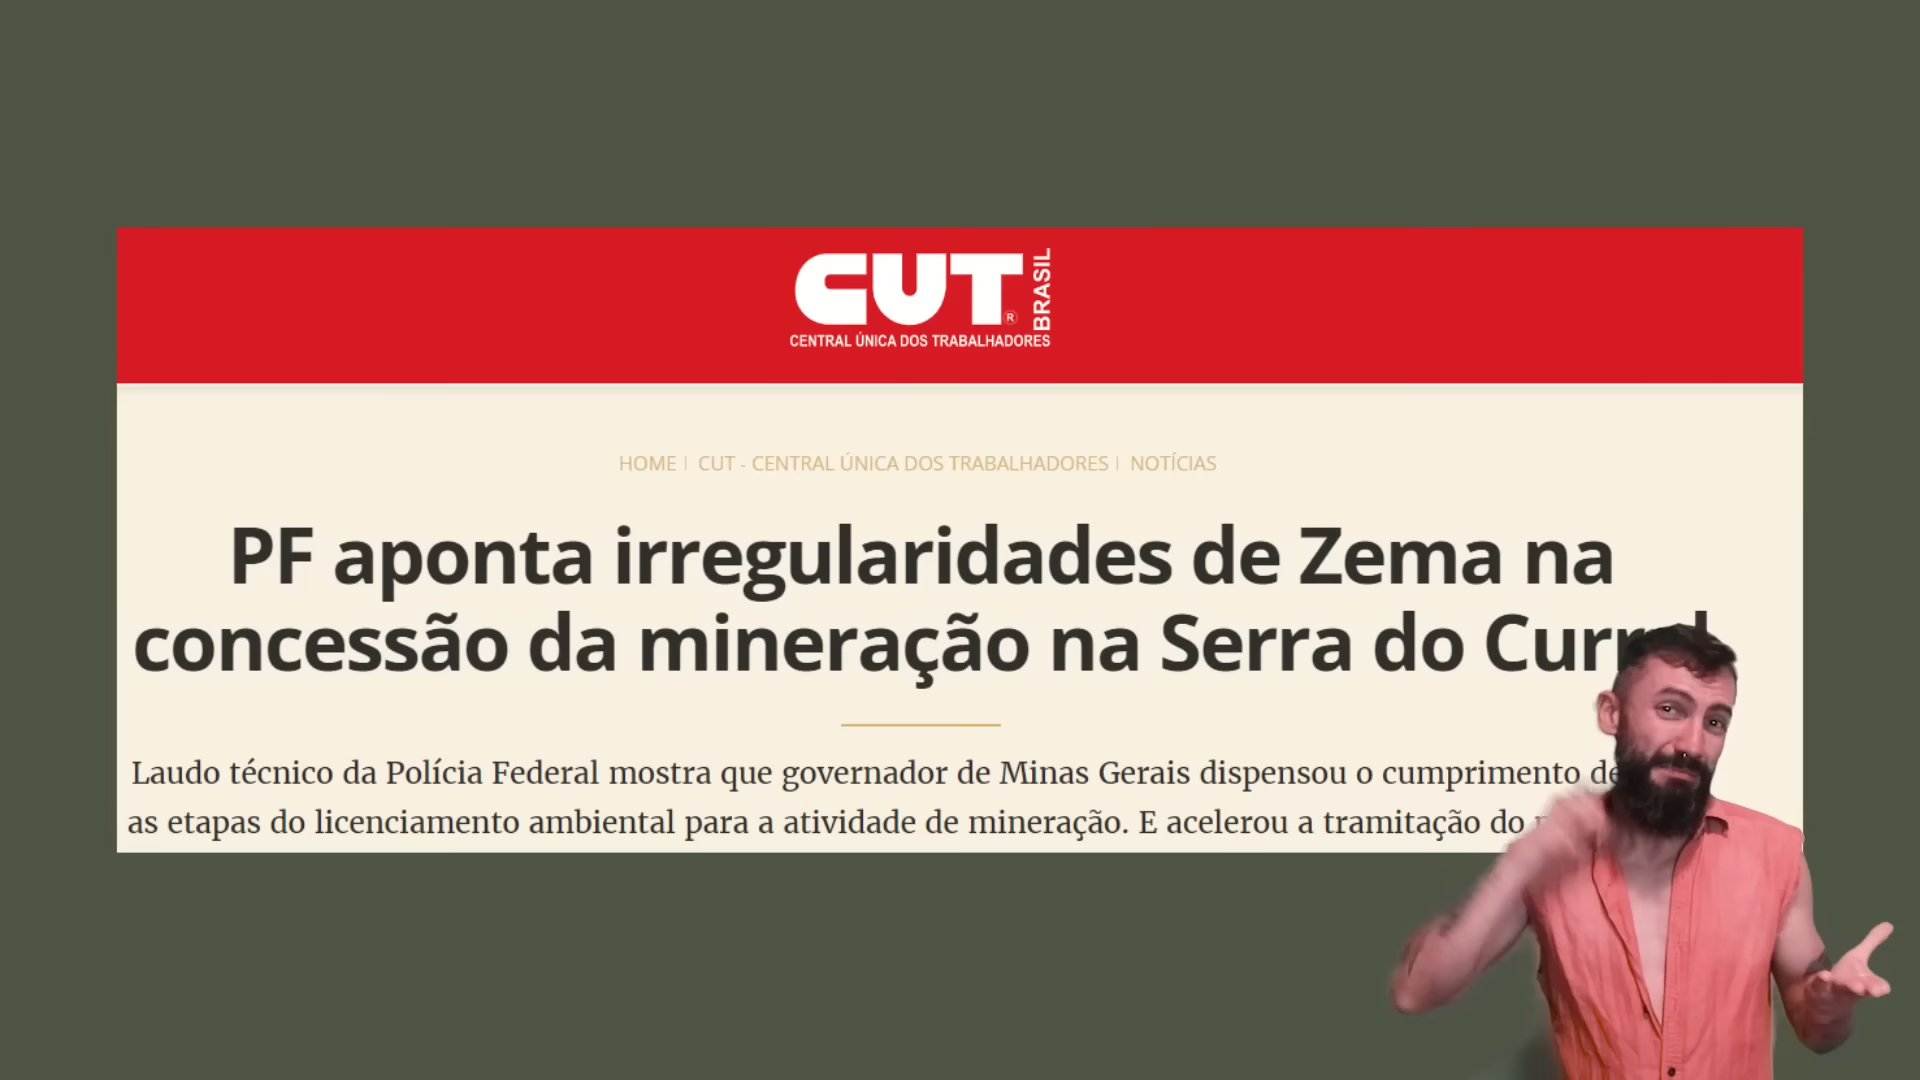 CUT
BRASIL
®
CENTRAL ÚNICA DOS TRABALHADORES
HOME | CUT - CENTRAL ÚNICA DOS TRABALHADORES | NOTÍCIAS
PF aponta irregularidades de Zema na
concessão da mineração na Serra do Curral
Laudo técnico da Polícia Federal mostra que governador de Minas Gerais dispensou o cumprimento de
as etapas do licenciamento ambiental para a atividade de mineração. E acelerou a tramitação do